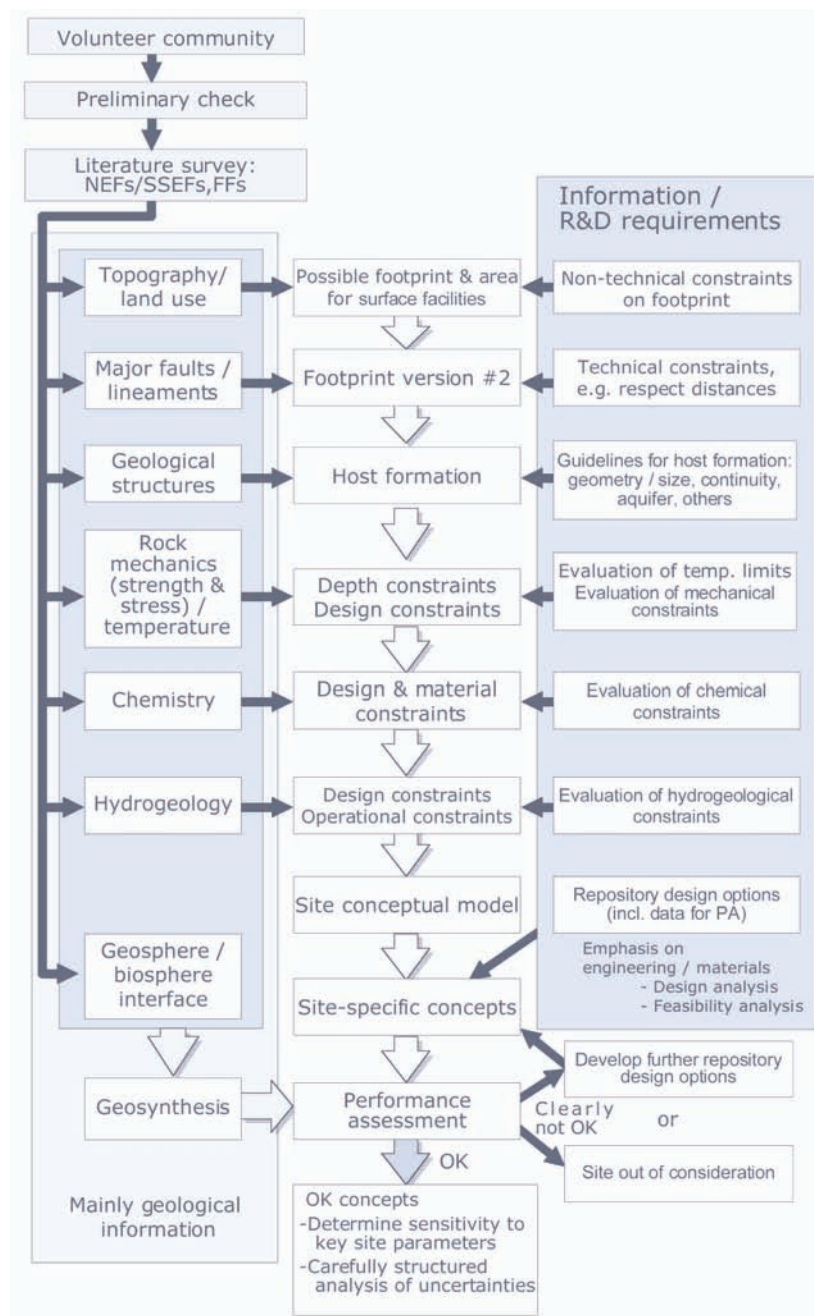 Volunteer community
Preliminary check
Literature survey:
NEFs/SSEFs,FFs
Information /
R&D requirements
Topography/
land use
Possible footprint & area
for surface facilities
Non-technical constraints
on footprint
Major faults /
lineaments
Footprint version #2
Technical constraints,
e.g. respect distances
Geological
structures
Host formation
Guidelines for host formation:
geometry / size, continuity,
aquifer, others
Rock
mechanics
(strength &
stress) /
temperature
Depth constraints
Design constraints
Evaluation of temp. limits
Evaluation of mechanical
constraints
Chemistry
Design & material
constraints
Evaluation of chemical
constraints
Hydrogeology
Design constraints
Operational constraints
Evaluation of hydrogeological
constraints
Site conceptual model
Repository design options
(incl. data for PA)
Emphasis on
engineering / materials
- Design analysis
- Feasibility analysis
Geosphere /
biosphere
interface
Site-specific concepts
Geosynthesis
Performance
assessment
Develop further repository
design options
Clearly
not OK
or
Site out of consideration
OK
Mainly geological
information
OK concepts
-Determine sensitivity to
key site parameters
-Carefully structured
analysis of uncertainties